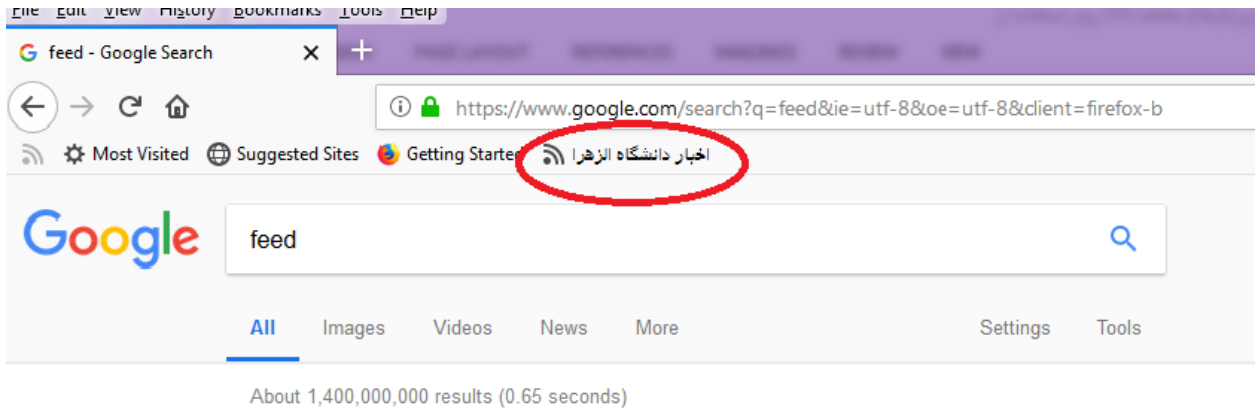 File Edit View History Bookmarks Tools Help
feed - Google Search
https://www.google.com/search?q=feed&ie=utf-8&oe=utf-8&client=firefox-b
Most Visited Suggested Sites Getting Started اخبار دانشگاه الزهرا
Google feed
All Images Videos News More Settings Tools
About 1,400,000,000 results (0.65 seconds)